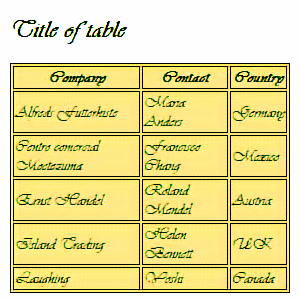 Title of table
Company Contact Country
Alfreds Futterkiste
Maria
Anders
Germany
Centro comercial
Moctezuma
Francisco
Chang
Mexico
Ernst Handel
Roland
Mendel
Austria
Island Trading
Helen
Bennett
UK
Laughing Yoshi Canada